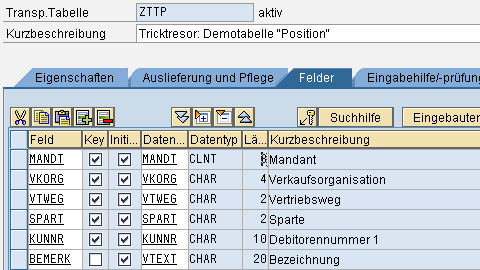 Transp.Tabelle ZTTP aktiv
Kurzbeschreibung Tricktresor: Demotabelle "Position"
Eigenschaften Auslieferung und Pflege Felder Eingabehilfe/-prüfung
Suchhilfe Eingebauter
Feld Key Initi... Daten... Datentyp Lä... Kurzbeschreibung
MANDT MANDT CLNT Mandant
VKORG VKORG CHAR 4 Verkaufsorganisation
VTWEG VTWEG CHAR 2 Vertriebsweg
SPART SPART CHAR 2 Sparte
KUNNR KUNNR CHAR 10 Debitorennummer 1
BEMERK VTEXT CHAR 20 Bezeichnung